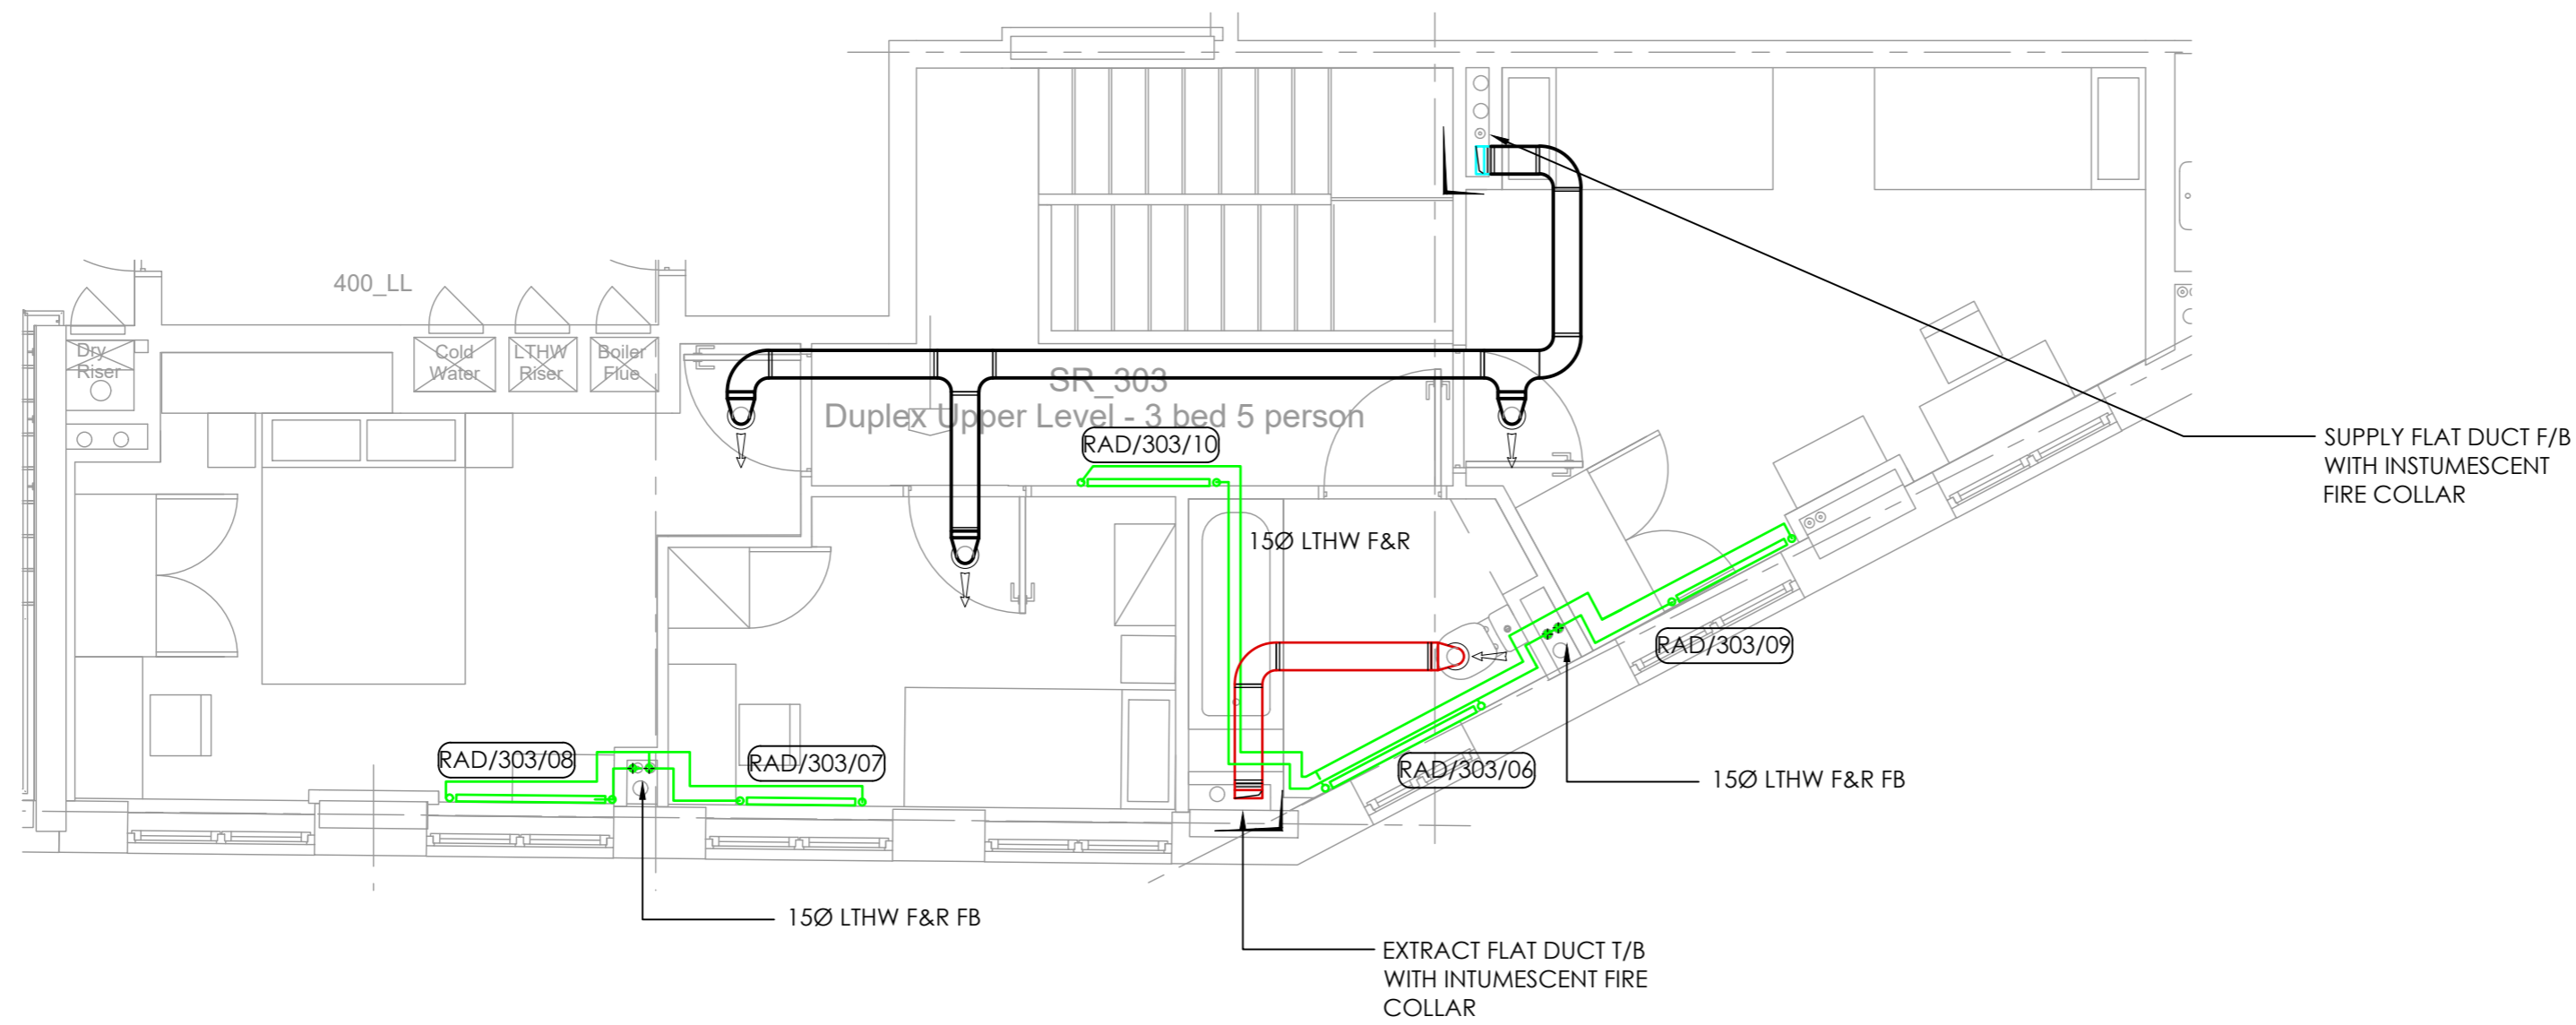 400_LL
Dry
Riser
Cold
Water
LTHW
Riser
Boiler
Flue
SR_303
Duplex Upper Level - 3 bed 5 person
RAD/303/10
SUPPLY FLAT DUCT F/B
WITH INSTUMESCENT
FIRE COLLAR
15Ø LTHW F&R
RAD/303/09
RAD/303/08
RAD/303/07
RAD/303/06
15Ø LTHW F&R FB
15Ø LTHW F&R FB
EXTRACT FLAT DUCT T/B
WITH INTUMESCENT FIRE
COLLAR